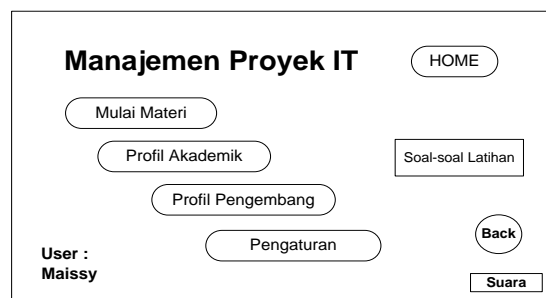 Manajemen Proyek IT
HOME
Mulai Materi
Profil Akademik
Soal-soal Latihan
Profil Pengembang
Pengaturan
Back
User :
Maissy
Suara